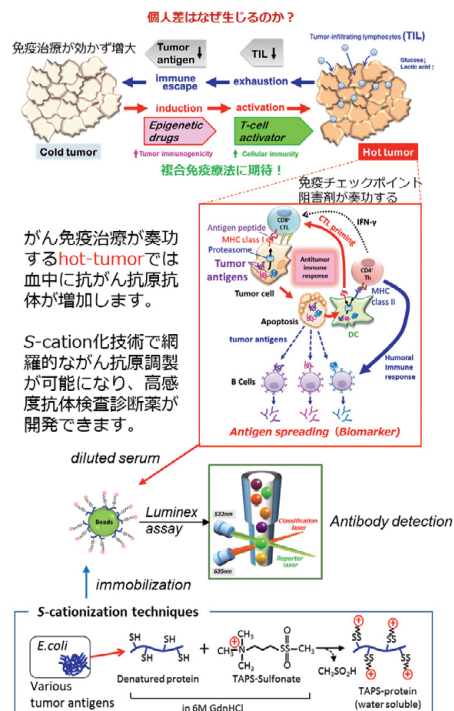 個人差はなぜ生じるのか？
免疫治療が効かず増大
Tumor
antigen
TIL
Tumor-infiltrating lymphocytes (TIL)
Glucose↓
Lactic acid↑
immune
escape
exhaustion
induction
activation
Cold tumor
Epigenetic
drugs
T-cell
activator
Hot tumor
Tumor immunogenicity
Cellular immunity
複合免疫療法に期待！
免疫チェックポイント
阻害剤が奏功する
がん免疫治療が奏功
するhot-tumorでは
血中に抗がん抗原抗
体が増加します。
S-cation化技術で網
羅的ながん抗原調製
が可能になり、高感
度抗体検査診断薬が
開発できます。
CD8⁺
CTL
IFN-γ
CTL priming
Antigen peptide
MHC class I
Proteasome
Tumor
antigens
Antitumor
immune
response
CD4⁺
Th
MHC
class II
Tumor cell
Apoptosis
DC
tumor antigens
B Cells
Humoral
Immune
response
Antigen spreading (Biomarker)
diluted serum
Beads
Luminex
assay
532nm
635nm
Classification
laser
Reporter
laser
Antibody detection
immobilization
S-cationization techniques
E.coli
Various
tumor antigens
SH
SH
SH
SH
Denatured protein
+
CH₃
H₃C
N
CH₃
O
S
O
CH₃
TAPS-Sulfonate
CH₃SO₂H
in 6M GdnHCl
SS
SS
SS
SS
TAPS-protein
(water soluble)